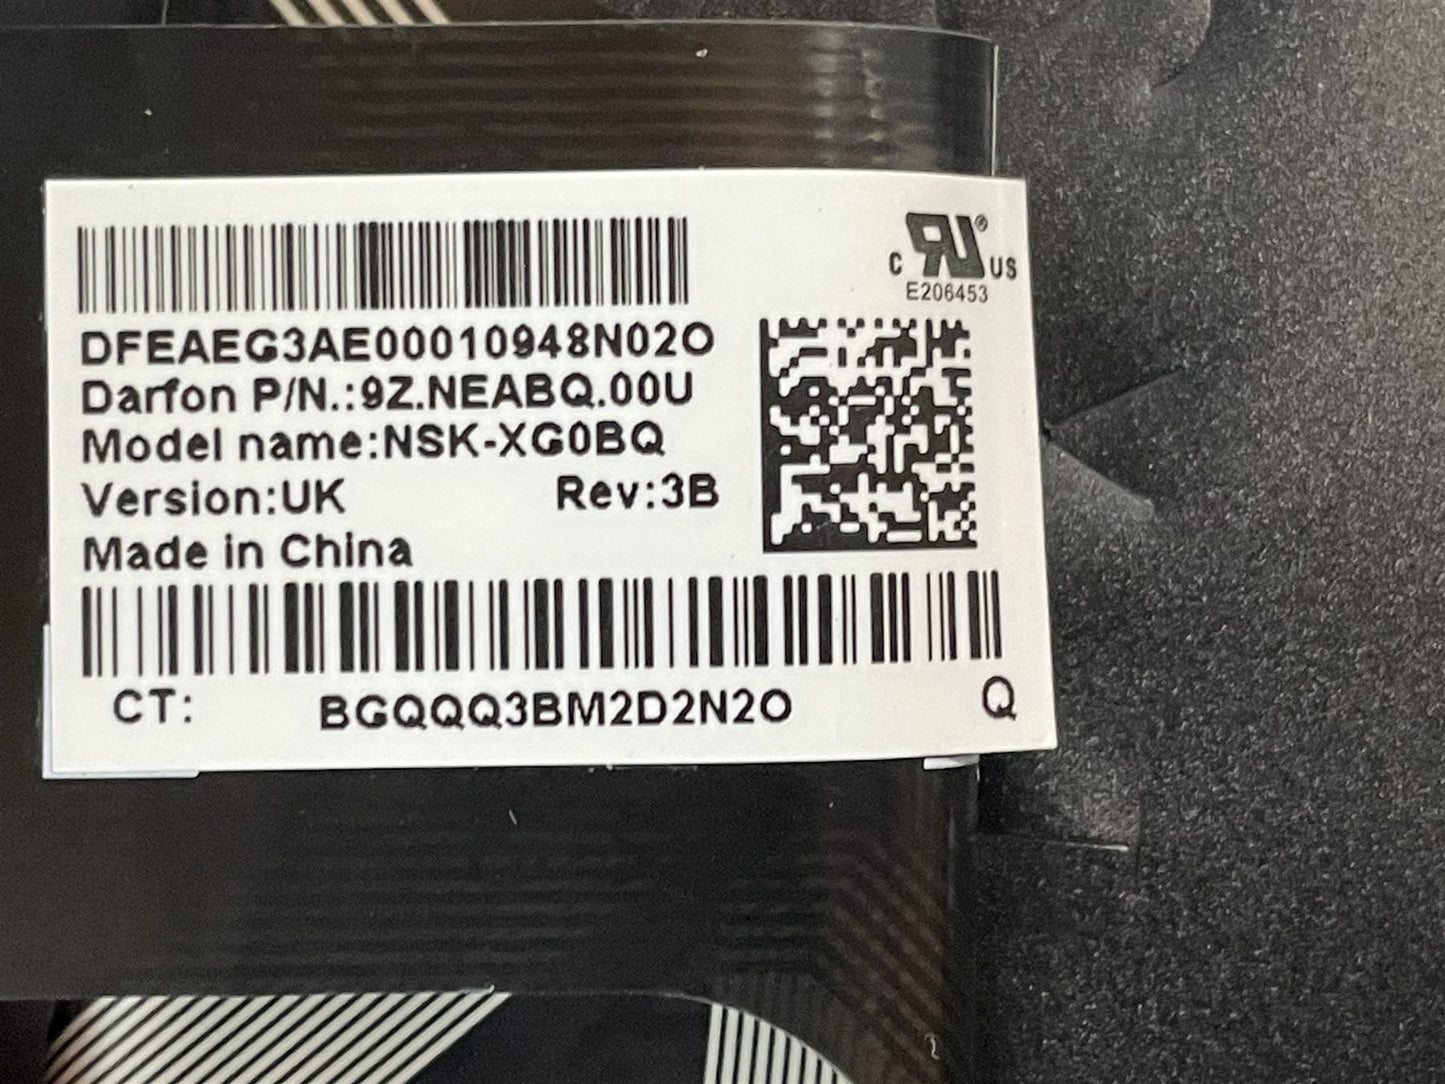 DFEAEG3AE00010948N02O
Darfon P/N.:9Z.NEABQ.00U
Model name:NSK-XG0BQ
Version:UK Rev:3B
Made in China
CT: BGQQQ3BM2D2N2O Q
c RU® US
E206453